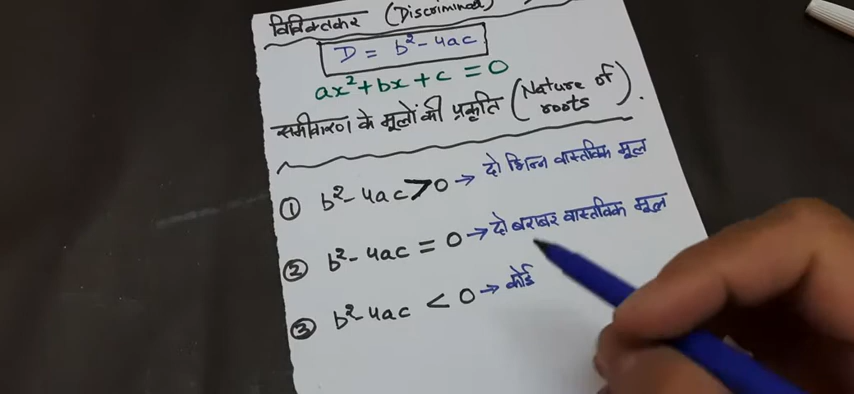 विविक्तकर (Discriminant)
D = b²-4ac
ax²+bx+c=0
समीकरण के मूलों की प्रकृति (Nature of roots).
① b²-4ac>0 → दो भिन्न वास्तविक मूल
② b²-4ac = 0 → दो बराबर वास्तविक मूल
③ b²-4ac < 0 → कोई